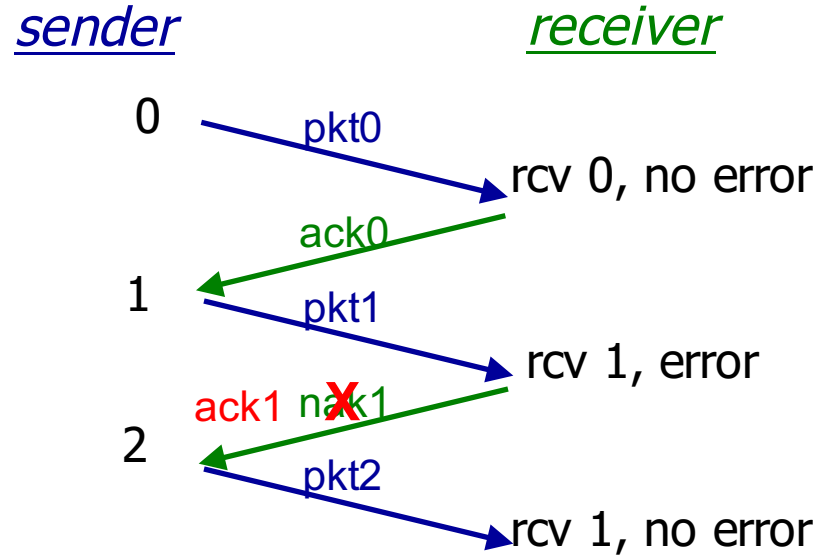 sender receiver
0 pkt0
rcv 0, no error
ack0
1 pkt1
rcv 1, error
ack1 nak1 X
2 pkt2
rcv 1, no error